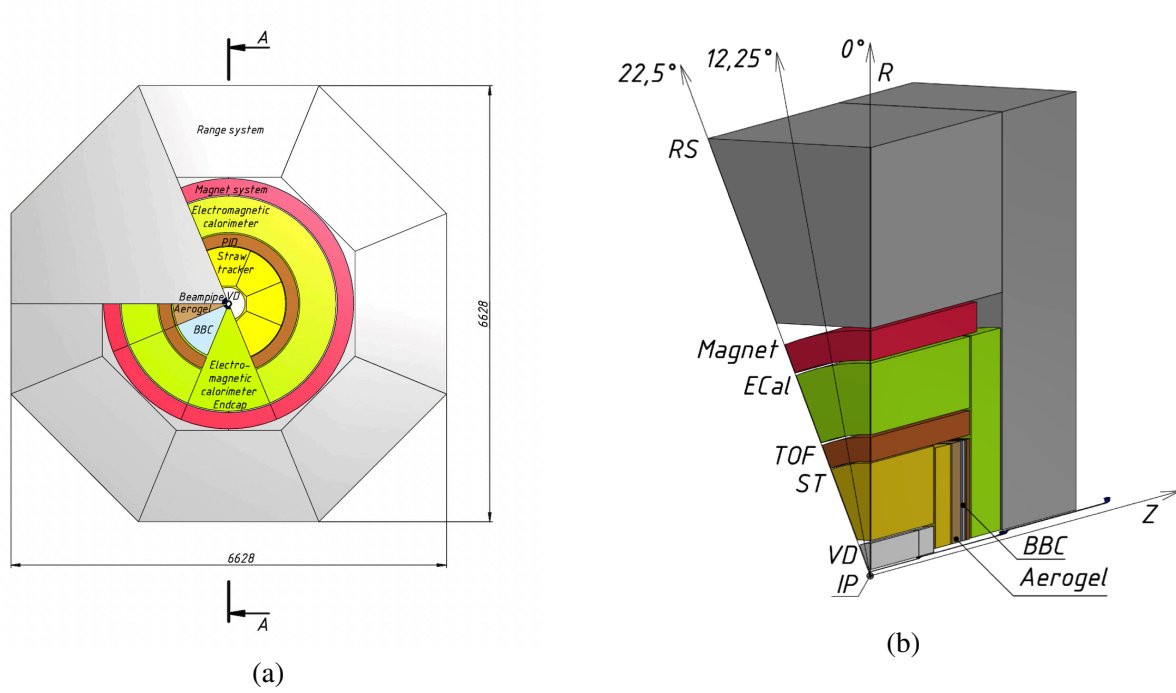 A
Range system
Magnet system
Electromagnetic
calorimeter
PID
Straw
tracker
Beampipe VD
Aerogel
BBC
Electro-
magnetic
calorimeter
Endcap
6628
6628
A
(a)
22,5°
12,25°
0°
R
RS
Magnet
ECal
TOF
ST
VD
IP
Z
BBC
Aerogel
(b)